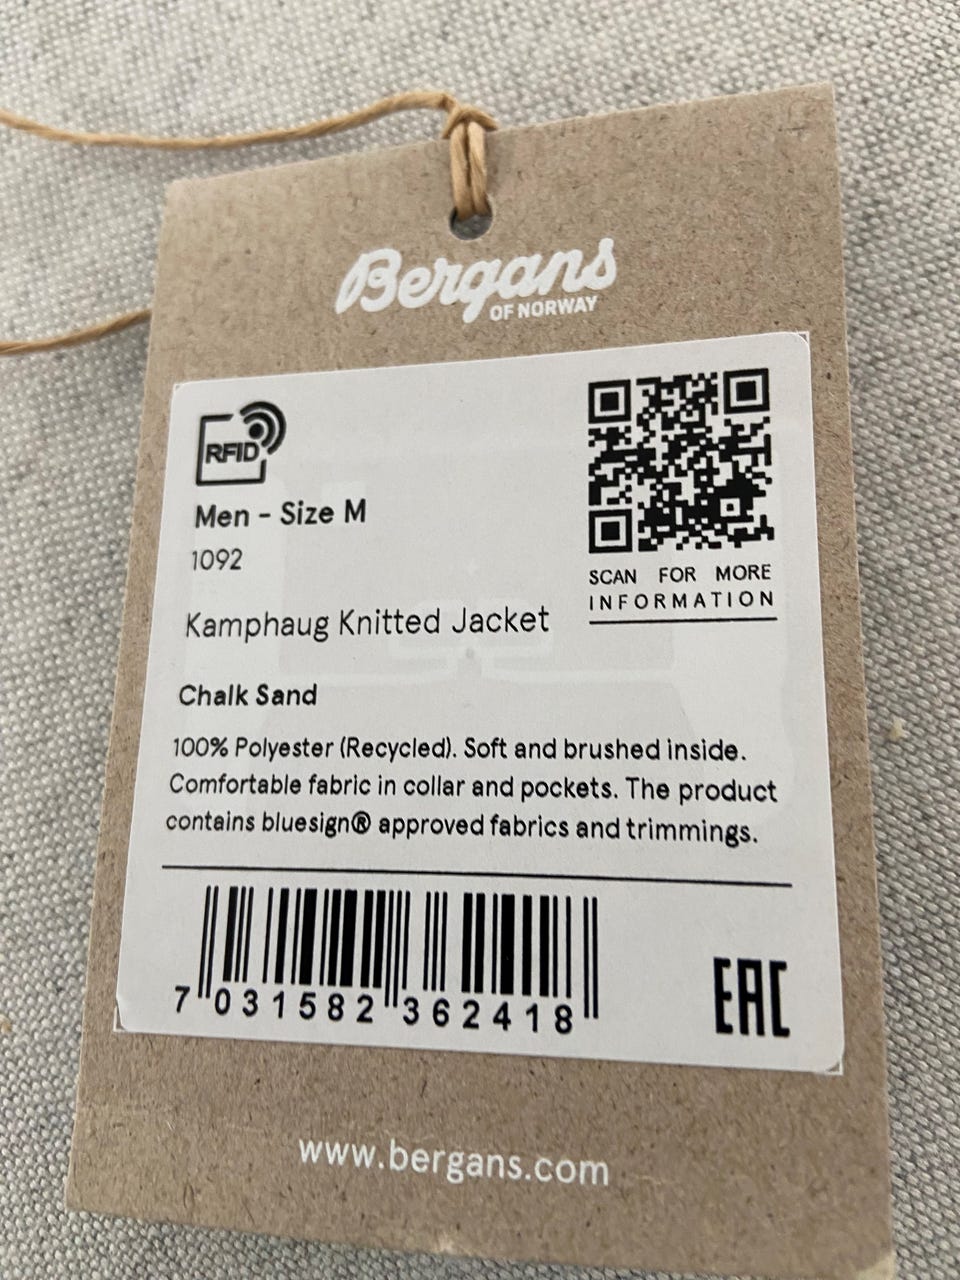 Bergans
OF NORWAY
RFID
Men - Size M
1092
SCAN FOR MORE
INFORMATION
Kamphaug Knitted Jacket
Chalk Sand
100% Polyester (Recycled). Soft and brushed inside.
Comfortable fabric in collar and pockets. The product
contains bluesign® approved fabrics and trimmings.
7 031582 362418
EAC
www.bergans.com